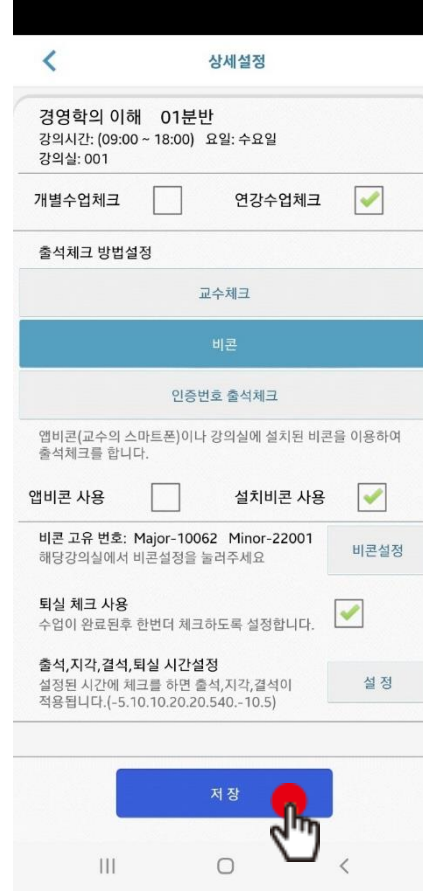 상세설정
경영학의 이해 01분반
강의시간: (09:00 ~ 18:00) 요일: 수요일
강의실: 001
개별수업체크 연강수업체크
출석체크 방법설정
교수체크
비콘
인증번호 출석체크
앱비콘(교수의 스마트폰)이나 강의실에 설치된 비콘을 이용하여
출석체크를 합니다.
앱비콘 사용 설치비콘 사용
비콘 고유 번호: Major-10062 Minor-22001
해당강의실에서 비콘설정을 눌러주세요
비콘설정
퇴실 체크 사용
수업이 완료된후 한번더 체크하도록 설정합니다.
출석,지각,결석,퇴실 시간설정
설정된 시간에 체크를 하면 출석,지각,결석이
적용됩니다.(-5.10.10.20.20.540.-10.5)
설 정
저 장